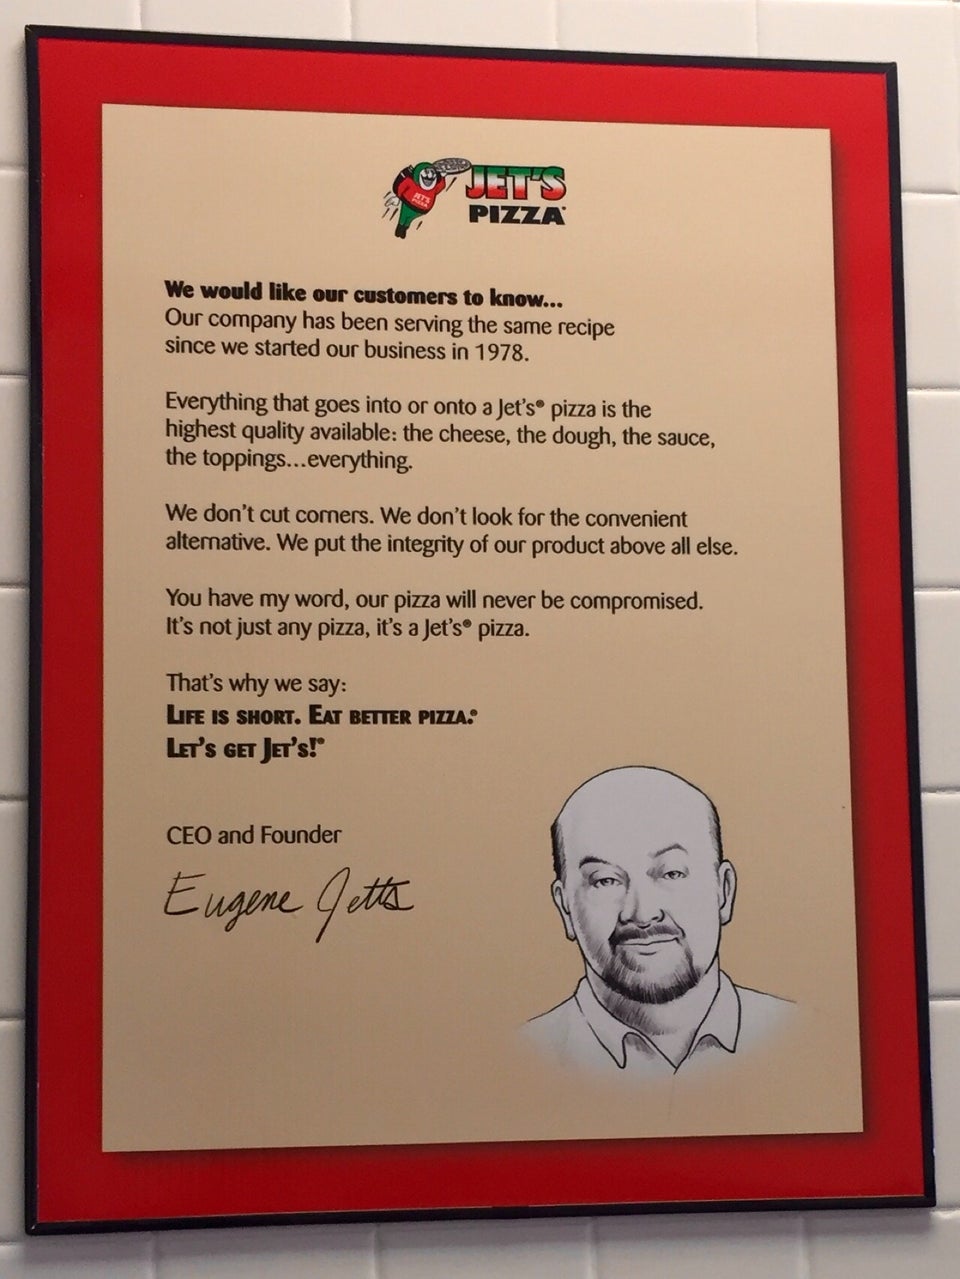 JET'S
PIZZA
JET'S
PIZZA®
We would like our customers to know...
Our company has been serving the same recipe
since we started our business in 1978.
Everything that goes into or onto a Jet's® pizza is the
highest quality available: the cheese, the dough, the sauce,
the toppings...everything.
We don't cut corners. We don't look for the convenient
alternative. We put the integrity of our product above all else.
You have my word, our pizza will never be compromised.
It's not just any pizza, it's a Jet's® pizza.
That's why we say:
LIFE IS SHORT. EAT BETTER PIZZA.®
LET'S GET JET'S!®
CEO and Founder
Eugene Jetts